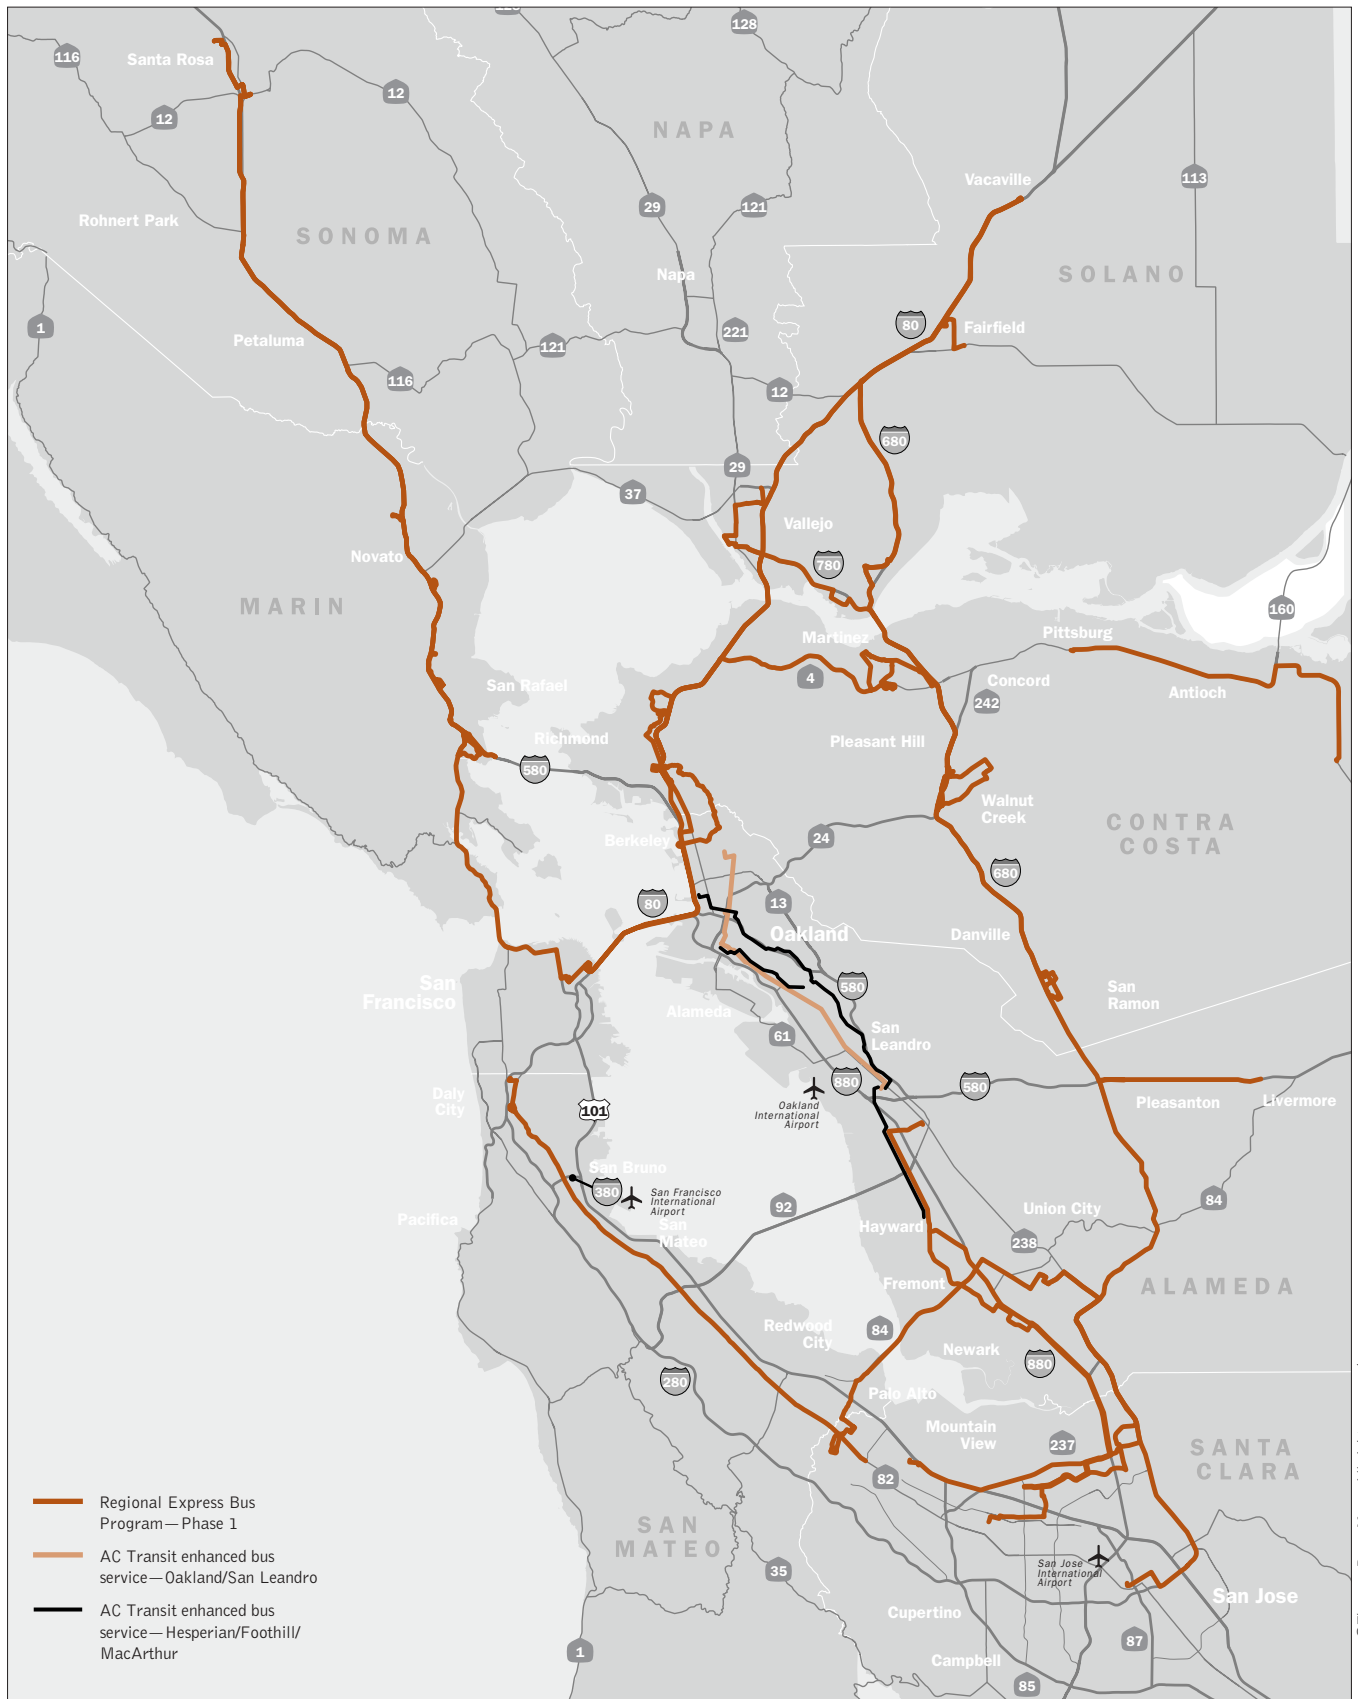 128
116
Santa Rosa
12
12
NAPA
Vacaville
113
29
121
Rohnert Park
SONOMA
Napa
SOLANO
1
80
Fairfield
221
Petaluma
121
116
12
680
29
37
Vallejo
Novato
780
MARIN
160
Martinez
Pittsburg
4
Concord
San Rafael
242
Antioch
Richmond
Pleasant Hill
580
Walnut
Creek
CONTRA
COSTA
Berkeley
24
680
80
13
Oakland
Danville
San
Francisco
580
San
Ramon
Alameda
61
San
Leandro
Daly
City
880
580
Oakland
International
Airport
101
Pleasanton
Livermore
San Bruno
380
San Francisco
International
Airport
92
84
Pacifica
San
Mateo
Hayward
Union City
238
Fremont
ALAMEDA
Redwood
City
84
Newark
880
280
Palo Alto
Mountain
View
237
SANTA
CLARA
82
Regional Express Bus
Program—Phase 1
AC Transit enhanced bus
service—Oakland/San Leandro
AC Transit enhanced bus
service—Hesperian/Foothill/
MacArthur
SAN
MATEO
35
San Jose
International
Airport
San Jose
Cupertino
87
1
Campbell
85